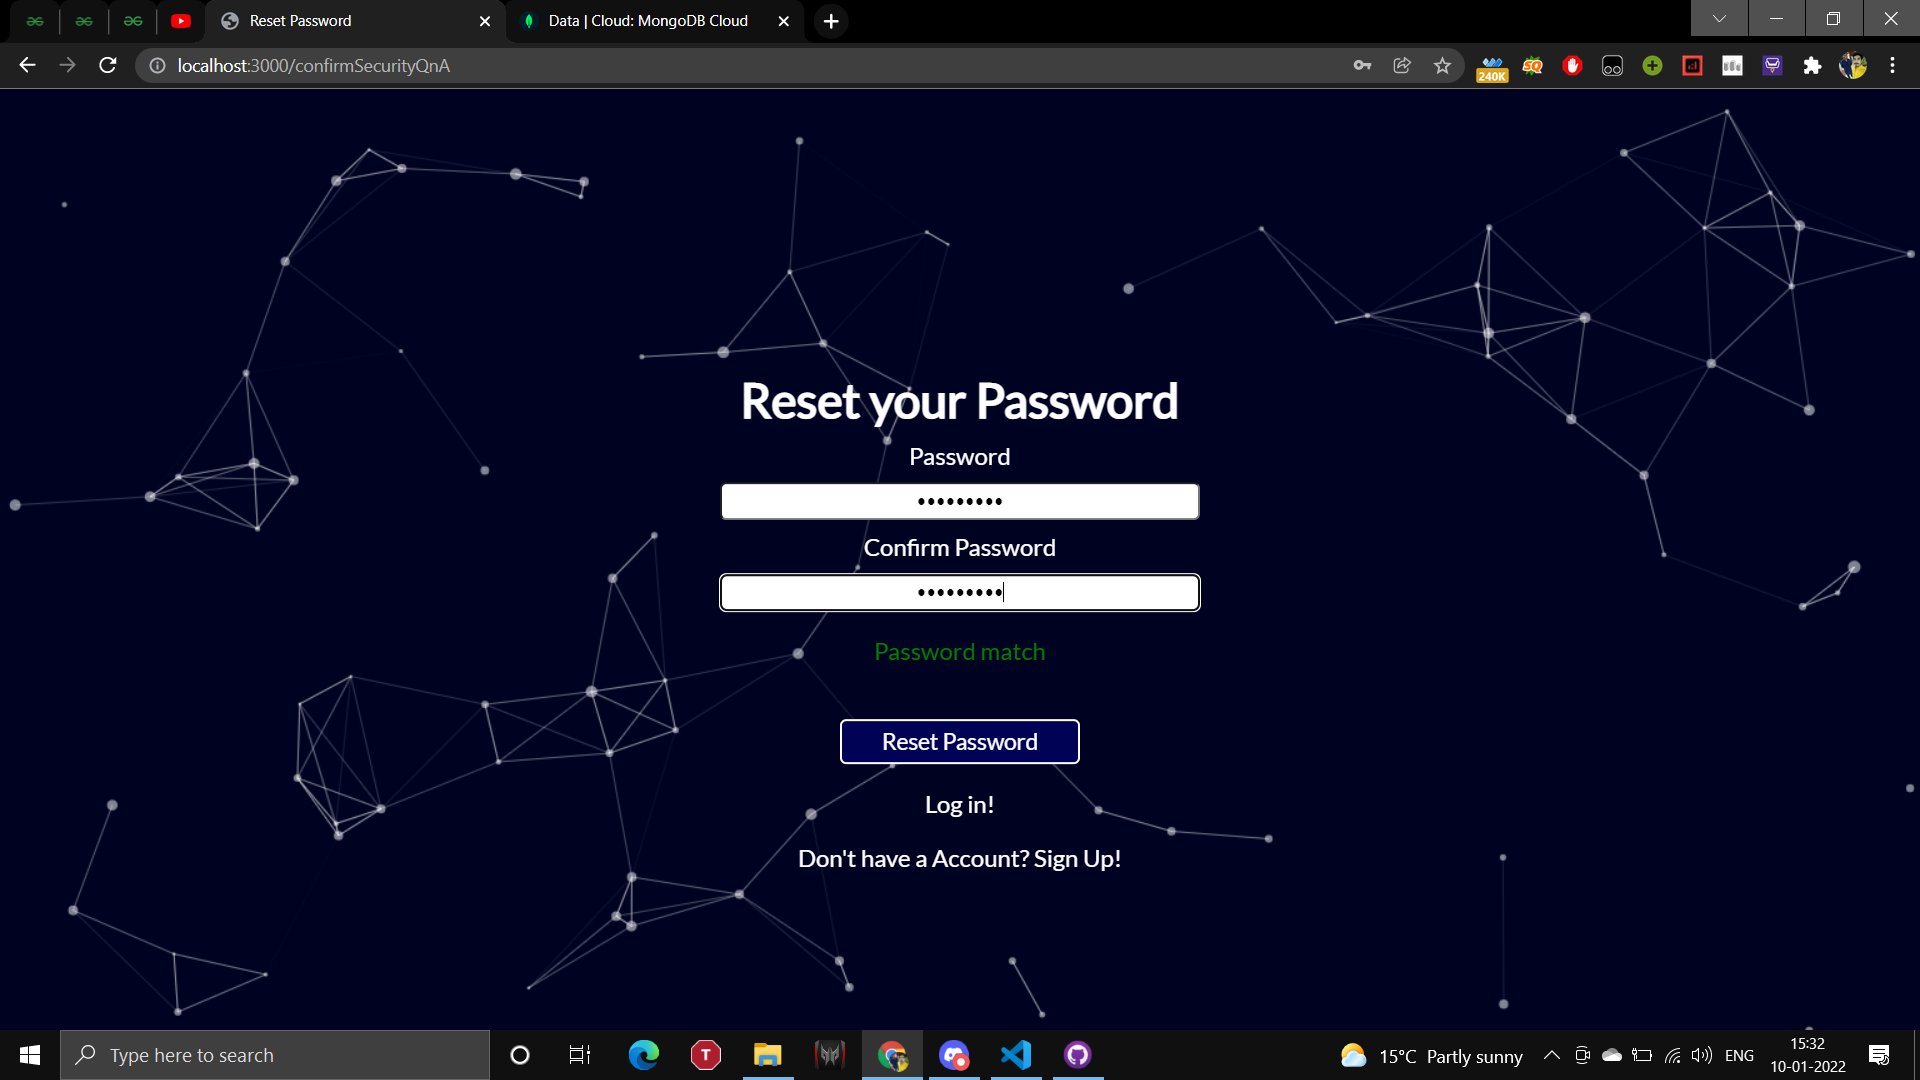 Reset Password
Data | Cloud: MongoDB Cloud
localhost:3000/confirmSecurityQnA
240K
Reset your Password
Password
•••••••••
Confirm Password
•••••••••
Password match
Reset Password
Log in!
Don't have a Account? Sign Up!
Type here to search
T
15°C Partly sunny
ENG
15:32
10-01-2022